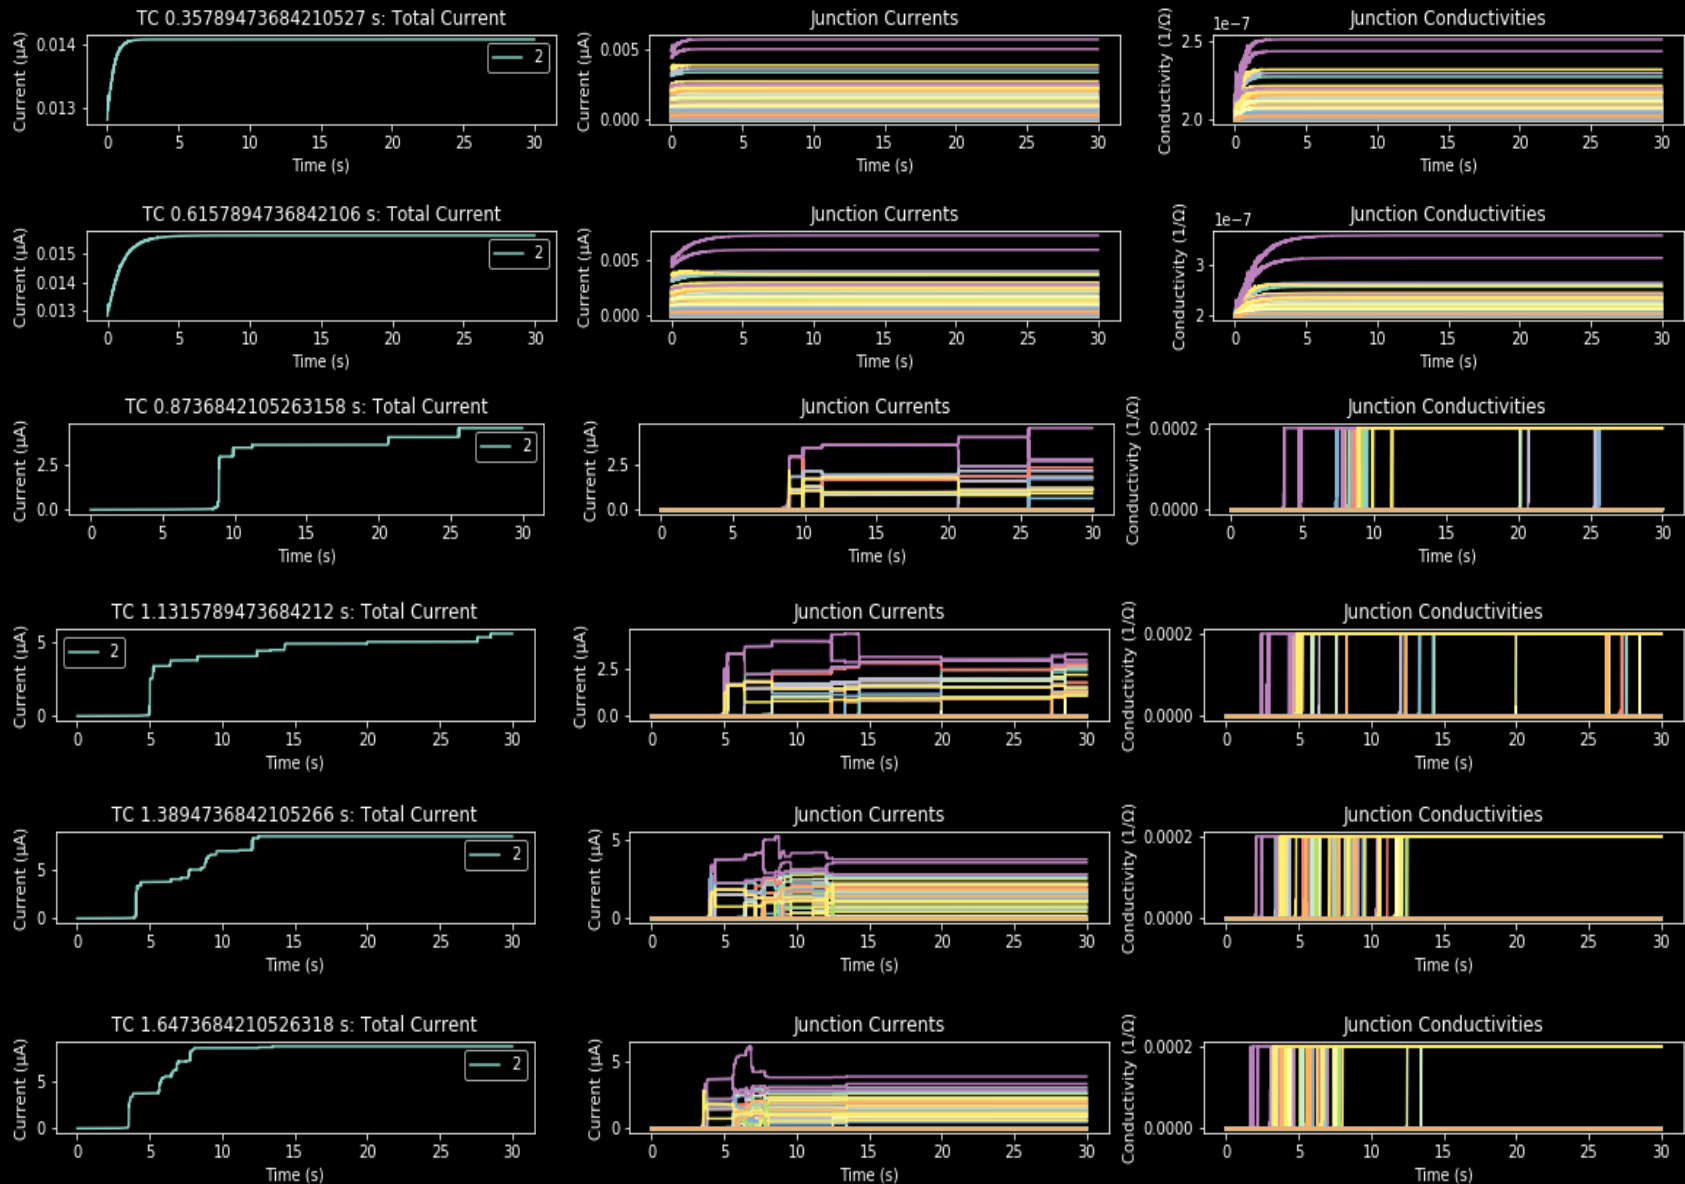 TC 0.35789473684210527 s: Total Current
Junction Currents
Junction Conductivities
1e-7
Current (μA)
0.014
0.013
2
0 5 10 15 20 25 30
Time (s)
Current (μA)
0.005
0.000
0 5 10 15 20 25 30
Time (s)
Conductivity (1/Ω)
2.5
2.0
0 5 10 15 20 25 30
Time (s)
TC 0.6157894736842106 s: Total Current
Junction Currents
Junction Conductivities
1e-7
Current (μA)
0.015
0.014
0.013
2
0 5 10 15 20 25 30
Time (s)
Current (μA)
0.005
0.000
0 5 10 15 20 25 30
Time (s)
Conductivity (1/Ω)
3
2
0 5 10 15 20 25 30
Time (s)
TC 0.8736842105263158 s: Total Current
Junction Currents
Junction Conductivities
Current (μA)
2.5
0.0
2
0 5 10 15 20 25 30
Time (s)
Current (μA)
2.5
0.0
0 5 10 15 20 25 30
Time (s)
Conductivity (1/Ω)
0.0002
0.0000
0 5 10 15 20 25 30
Time (s)
TC 1.1315789473684212 s: Total Current
Junction Currents
Junction Conductivities
Current (μA)
5
0
2
0 5 10 15 20 25 30
Time (s)
Current (μA)
2.5
0.0
0 5 10 15 20 25 30
Time (s)
Conductivity (1/Ω)
0.0002
0.0000
0 5 10 15 20 25 30
Time (s)
TC 1.3894736842105266 s: Total Current
Junction Currents
Junction Conductivities
Current (μA)
5
0
2
0 5 10 15 20 25 30
Time (s)
Current (μA)
5
0
0 5 10 15 20 25 30
Time (s)
Conductivity (1/Ω)
0.0002
0.0000
0 5 10 15 20 25 30
Time (s)
TC 1.6473684210526318 s: Total Current
Junction Currents
Junction Conductivities
Current (μA)
5
0
2
0 5 10 15 20 25 30
Time (s)
Current (μA)
5
0
0 5 10 15 20 25 30
Time (s)
Conductivity (1/Ω)
0.0002
0.0000
0 5 10 15 20 25 30
Time (s)